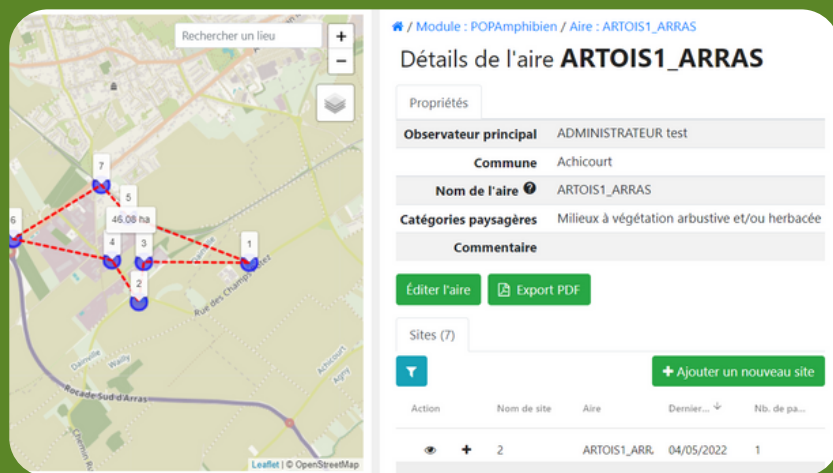 Rechercher un lieu
+
−
7
5
46.08 ha
6
4
3
1
2
Dainville
Rue des Champs Hutez
Dainville
Wailly
Achicourt
Agny
Rocade Sud d'Arras
Leaflet | © OpenStreetMap
/ Module : POPAmphibien / Aire : ARTOIS1_ARRAS
Détails de l'aire ARTOIS1_ARRAS
Propriétés
Observateur principal ADMINISTRATEUR test
Commune Achicourt
Nom de l'aire ? ARTOIS1_ARRAS
Catégories paysagères Milieux à végétation arbustive et/ou herbacée
Commentaire
Éditer l'aire Export PDF
Sites (7)
+ Ajouter un nouveau site
Action Nom de site Aire Dernier... Nb. de pa...
+ 2 ARTOIS1_ARR. 04/05/2022 1